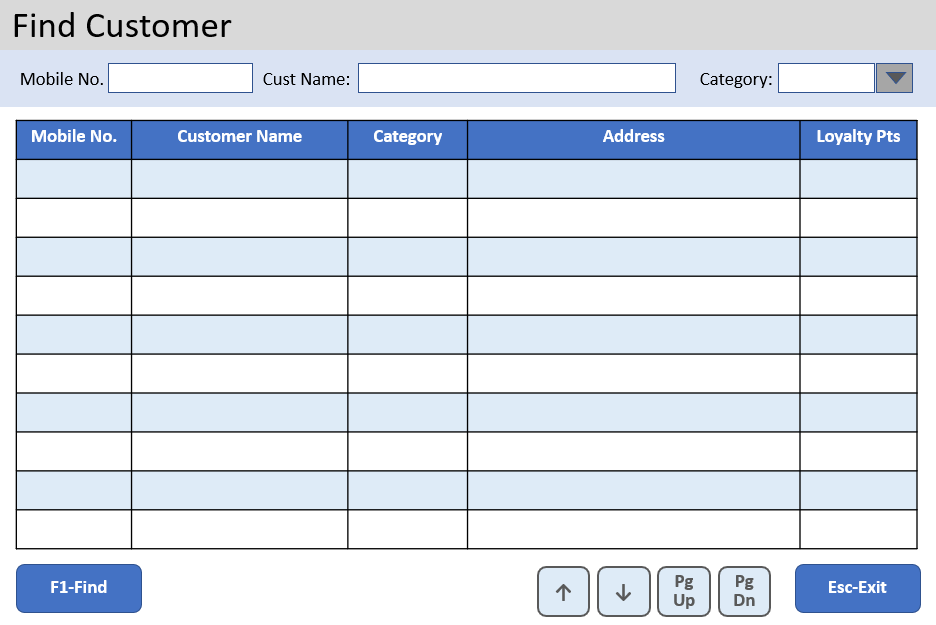 Find Customer
Mobile No. Cust Name: Category:
Mobile No. Customer Name Category Address Loyalty Pts
F1-Find ↑ ↓ Pg Up Pg Dn Esc-Exit